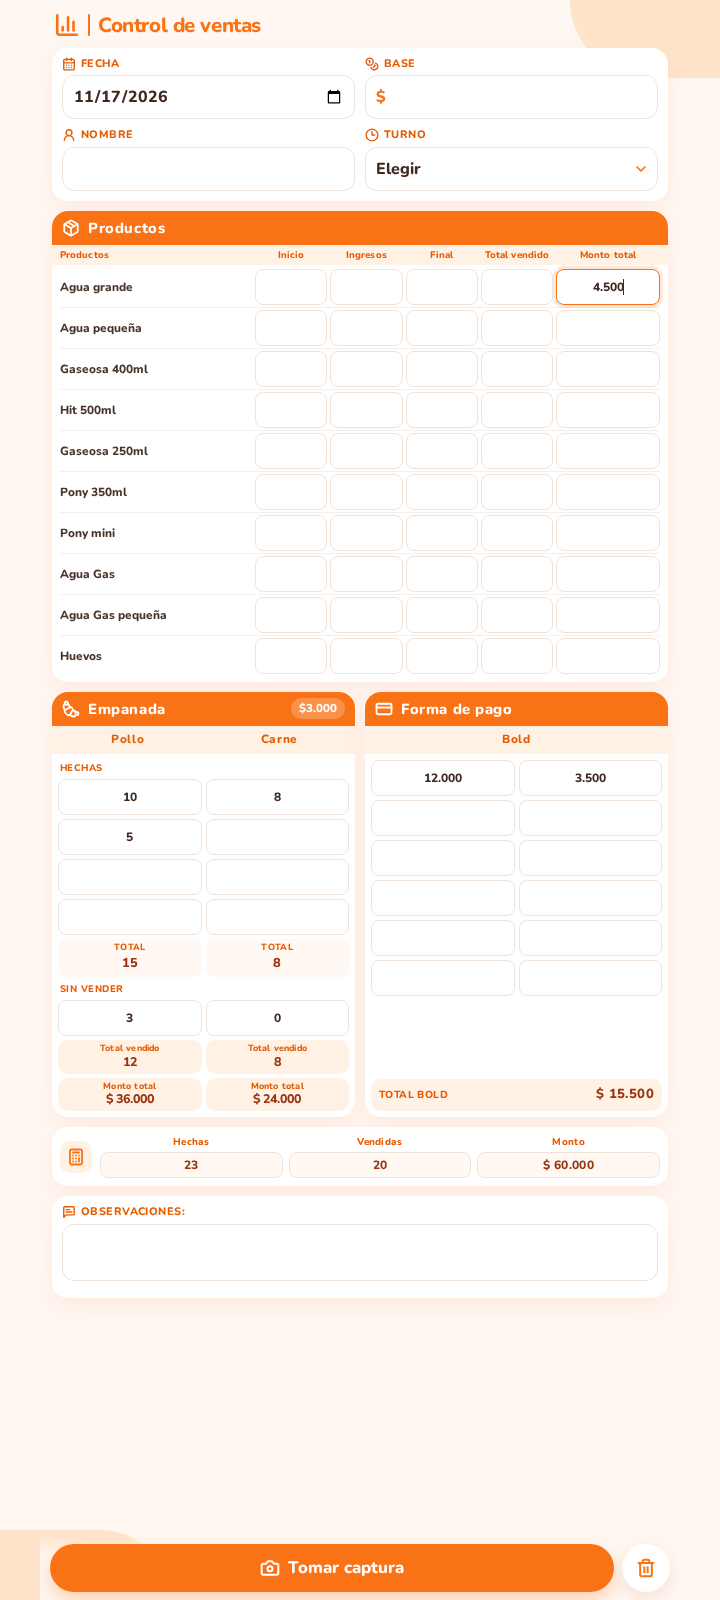 Control de ventas
FECHA BASE
11/17/2026 $
NOMBRE TURNO
Elegir
Productos
Productos Inicio Ingresos Final Total vendido Monto total
Agua grande 4.500
Agua pequeña
Gaseosa 400ml
Hit 500ml
Gaseosa 250ml
Pony 350ml
Pony mini
Agua Gas
Agua Gas pequeña
Huevos
Empanada $3.000
Pollo Carne
HECHAS
10 8
5
TOTAL TOTAL
15 8
SIN VENDER
3 0
Total vendido Total vendido
12 8
Monto total Monto total
$ 36.000 $ 24.000
Forma de pago
Bold
12.000 3.500
TOTAL BOLD $ 15.500
Hechas Vendidas Monto
23 20 $ 60.000
OBSERVACIONES:
Tomar captura